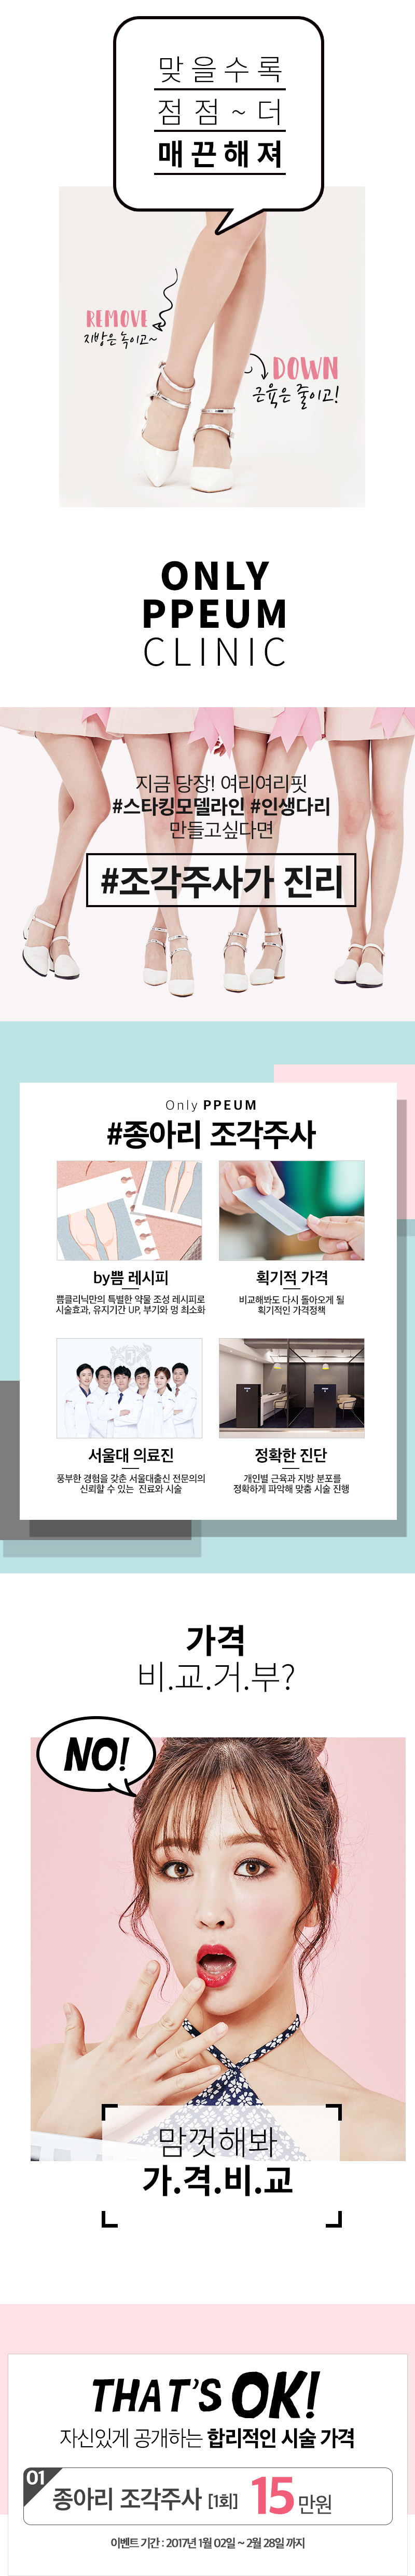 맞을수록
점점~더
매끈해져
REMOVE
지방은 녹이고~
DOWN
근육은 줄이고!
ONLY
PPEUM
CLINIC
지금 당장! 여리여리핏
#스타킹모델라인 #인생다리
만들고싶다면
#조각주사가 진리
Only PPEUM
#종아리 조각주사
by쁨 레시피
쁨클리닉만의 특별한 약물 조성 레시피로
시술효과, 유지기간 UP, 부기와 멍 최소화
획기적 가격
비교해봐도 다시 돌아오게 될
획기적인 가격정책
서울대 의료진
풍부한 경험을 갖춘 서울대출신 전문의의
신뢰할 수 있는 진료와 시술
정확한 진단
개인별 근육과 지방 분포를
정확하게 파악해 맞춤 시술 진행
가격
비.교.거.부?
NO!
맘껏해봐
가.격.비.교
THAT'S OK!
자신있게 공개하는 합리적인 시술 가격
01
종아리 조각주사 [1회] 15만원
이벤트 기간 : 2017년 1월 02일 ~ 2월 28일 까지